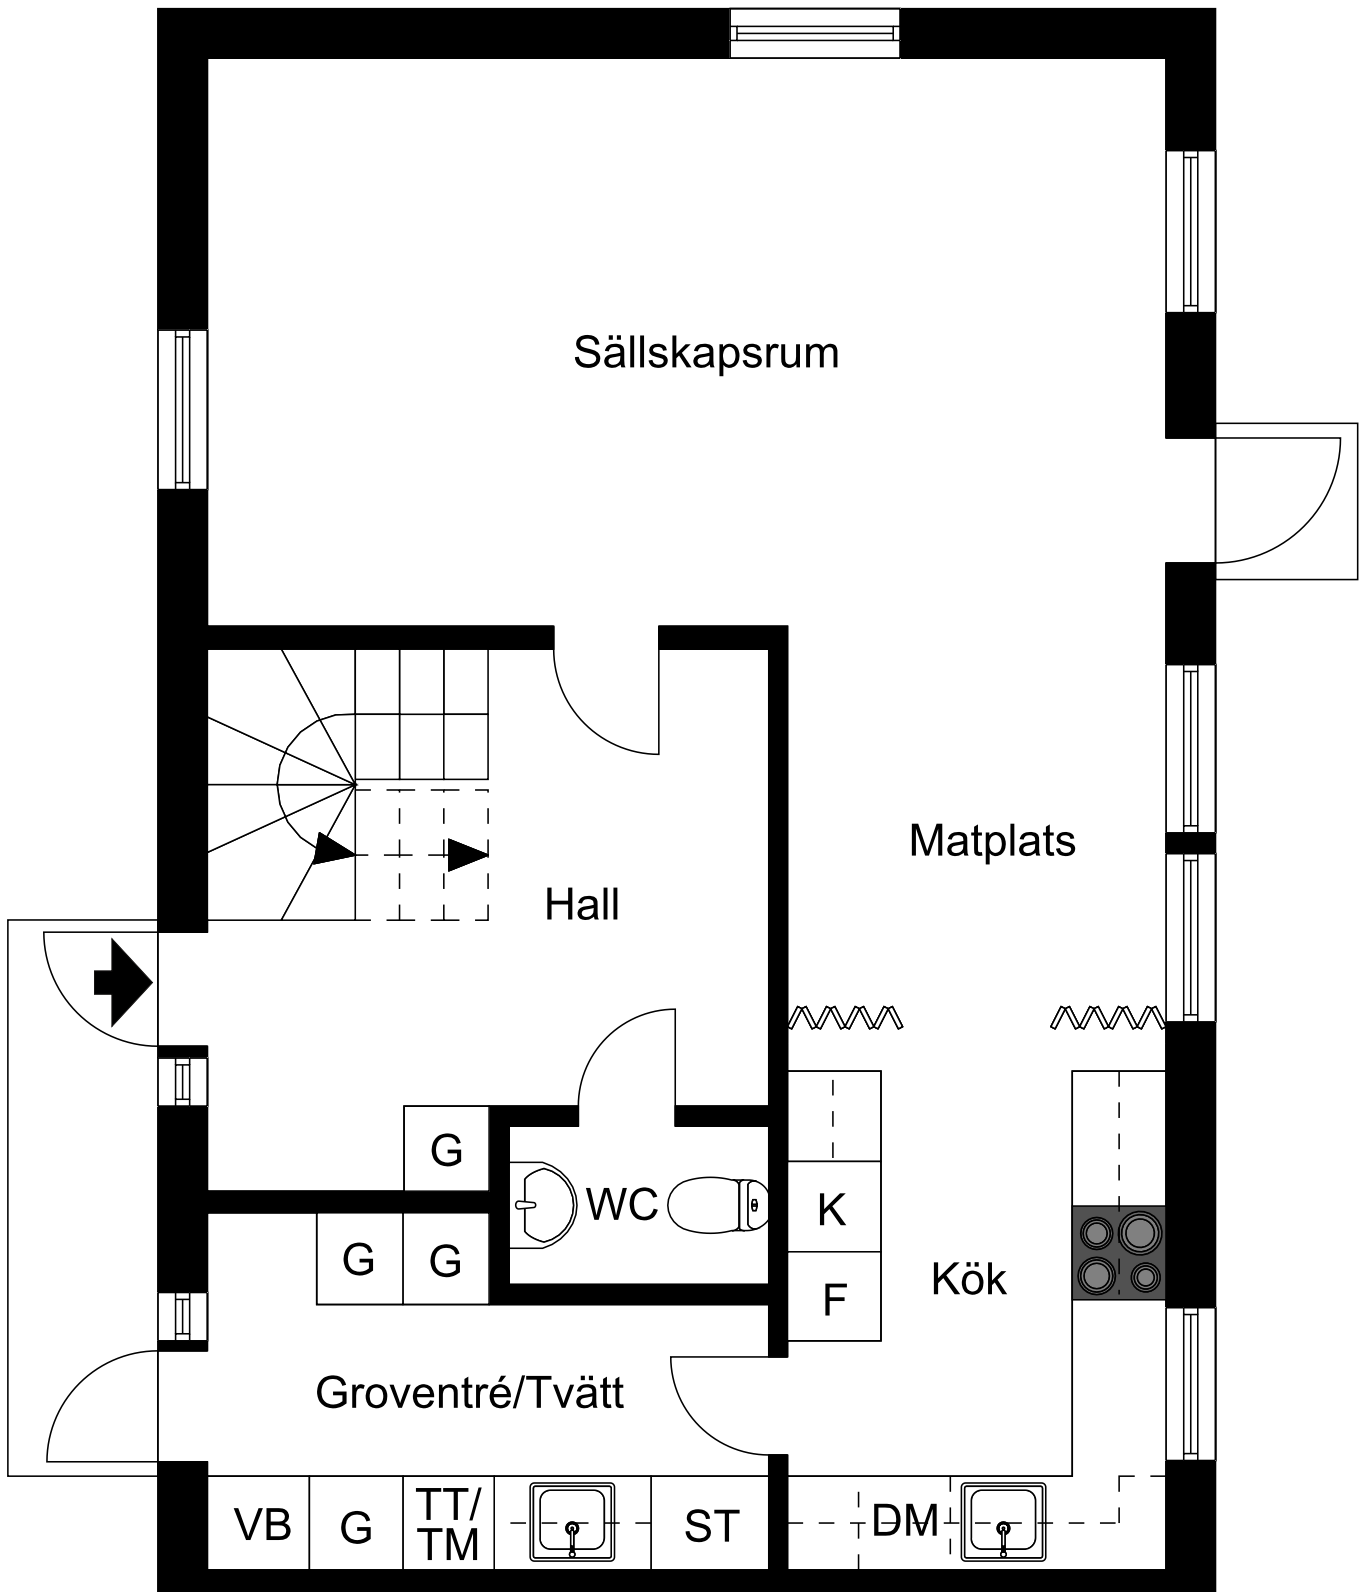 Sällskapsrum
Matplats
Hall
G
WC
K
G
G
F
Kök
Groventré/Tvätt
VB
G
TT/
TM
ST
DM